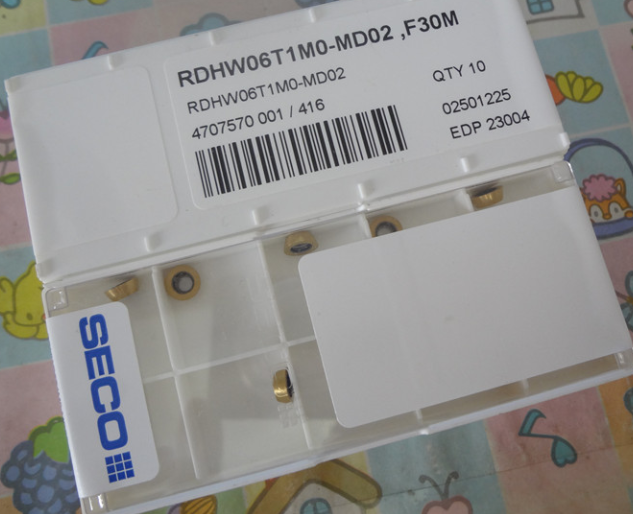 RDHW06T1M0-MD02 ,F30M
RDHW06T1M0-MD02
QTY 10
4707570 001 / 416
02501225
EDP 23004
SECO